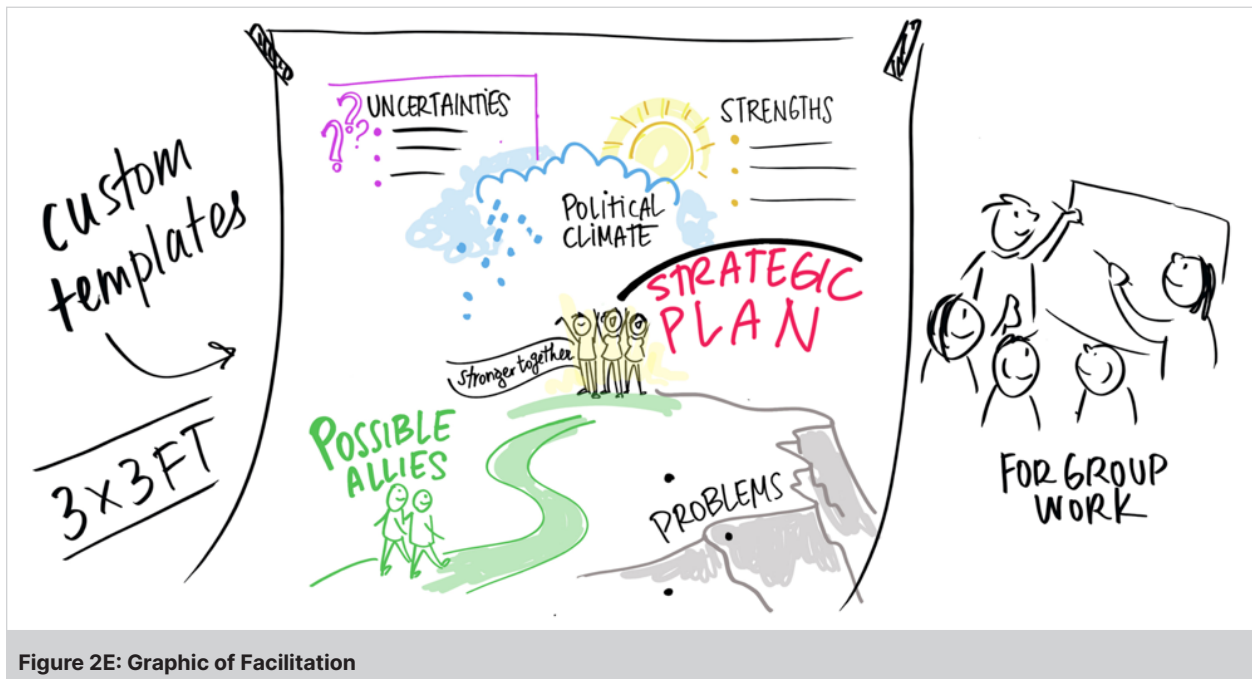 custom
templates
3x3FT
???
UNCERTAINTIES
STRENGTHS
POLITICAL
CLIMATE
STRATEGIC
PLAN
stronger together
POSSIBLE
ALLIES
PROBLEMS
FOR GROUP
WORK
Figure 2E: Graphic of Facilitation